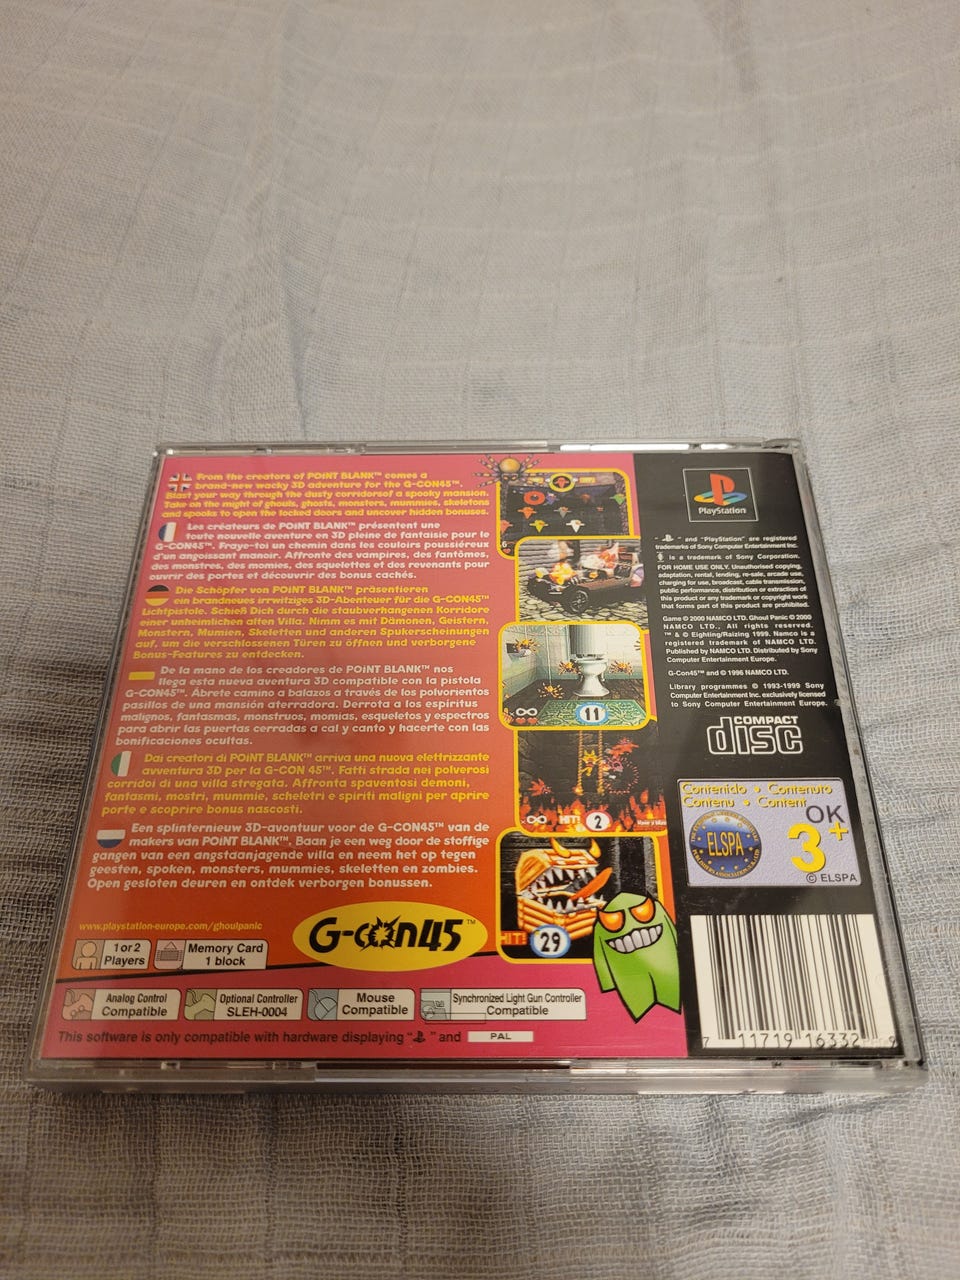 From the creators of POiNT BLANK™ comes a
brand-new wacky 3D adventure for the G-CON45™.
Blast your way through the dusty corridorsof a spooky mansion.
Take on the might of ghouls, ghosts, monsters, mummies, skeletons
and spooks to open the locked doors and uncover hidden bonuses.
Les créateurs de POiNT BLANK™ présentent une
toute nouvelle aventure en 3D pleine de fantaisie pour le
G-CON45™. Fraye-toi un chemin dans les couloirs poussiéreux
d'un angoissant manoir. Affronte des vampires, des fantômes,
des monstres, des momies, des squelettes et des revenants pour
ouvrir des portes et découvrir des bonus cachés.
Die Schöpfer von POiNT BLANK™ präsentieren
ein brandneues irrwitziges 3D-Abenteuer für die G-CON45™
Lichtpistole. Schieß Dich durch die staubverhangenen Korridore
einer unheimlichen alten Villa. Nimm es mit Dämonen, Geistern,
Monstern, Mumien, Skeletten und anderen Spukerscheinungen
auf, um die verschlossenen Türen zu öffnen und verborgene
Bonus-Features zu entdecken.
De la mano de los creadores de POiNT BLANK™ nos
llega esta nueva aventura 3D compatible con la pistola
G-CON45™. Ábrete camino a balazos a través de los polvorientos
pasillos de una mansión aterradora. Derrota a los espíritus
malignos, fantasmas, monstruos, momias, esqueletos y espectros
para abrir las puertas cerradas a cal y canto y hacerte con las
bonificaciones ocultas.
Dai creatori di POiNT BLANK™ arriva una nuova elettrizzante
avventura 3D per la G-CON 45™. Fatti strada nei polverosi
corridoi di una villa stregata. Affronta spaventosi demoni,
fantasmi, mostri, mummie, scheletri e spiriti maligni per aprire
porte e scoprire bonus nascosti.
Een splinternieuw 3D-avontuur voor de G-CON45™ van de
makers van POiNT BLANK™. Baan je een weg door de stoffige
gangen van een angstaanjagende villa en neem het op tegen
geesten, spoken, monsters, mummies, skeletten en zombies.
Open gesloten deuren en ontdek verborgen bonussen.
www.playstation-europe.com/ghoulpanic
G-CON45™
1 or 2
Players
Memory Card
1 block
Analog Control
Compatible
Optional Controller
SLEH-0004
Mouse
Compatible
Synchronized Light Gun Controller
Compatible
This software is only compatible with hardware displaying " " and PAL
11
HIT! 2
HIT! 29
PlayStation
" " and "PlayStation" are registered
trademarks of Sony Computer Entertainment Inc.
" " is a trademark of Sony Corporation.
FOR HOME USE ONLY. Unauthorised copying,
adaptation, rental, lending, re-sale, arcade use,
charging for use, broadcast, cable transmission,
public performance, distribution or extraction of
this product or any trademark or copyright work
that forms part of this product are prohibited.
Game © 2000 NAMCO LTD. Ghoul Panic © 2000
NAMCO LTD., All rights reserved.
™ & © Eighting/Raizing 1999. Namco is a
registered trademark of NAMCO LTD.
Published by NAMCO LTD. Distributed by Sony
Computer Entertainment Europe.
G-Con45™ and © 1996 NAMCO LTD.
Library programmes © 1993-1999 Sony
Computer Entertainment Inc. exclusively licensed
to Sony Computer Entertainment Europe.
COMPACT
disc
Contenido • Contenuto
Contenu • Content
OK
3+
ELSPA
© ELSPA
7 11719 16332 9